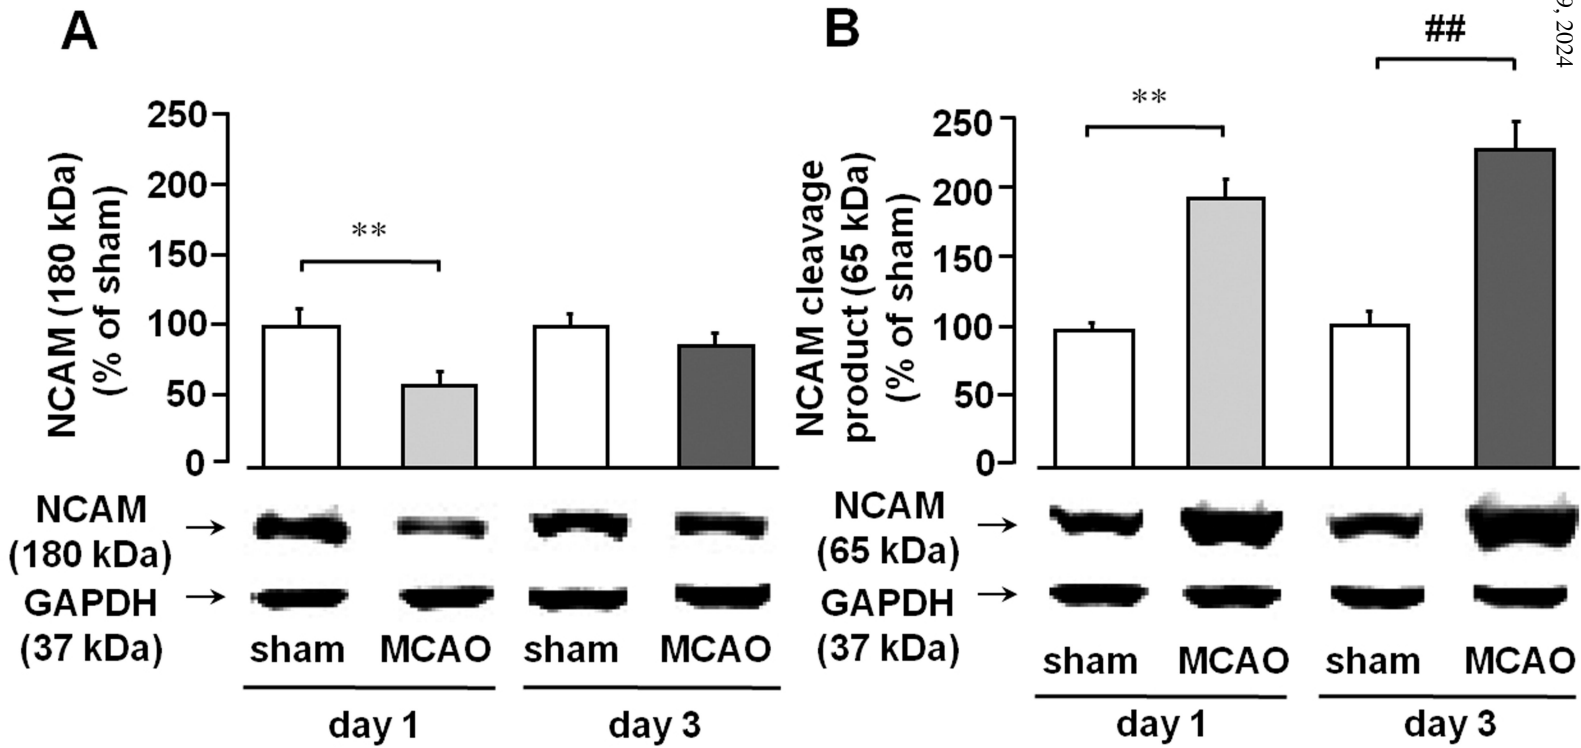 A
NCAM (180 kDa)
(% of sham)
250
200
150
100
50
0
**
NCAM
(180 kDa)
GAPDH
(37 kDa)
sham MCAO sham MCAO
day 1 day 3
B
NCAM cleavage
product (65 kDa)
(% of sham)
250
200
150
100
50
0
**
##
NCAM
(65 kDa)
GAPDH
(37 kDa)
sham MCAO sham MCAO
day 1 day 3
9, 2024